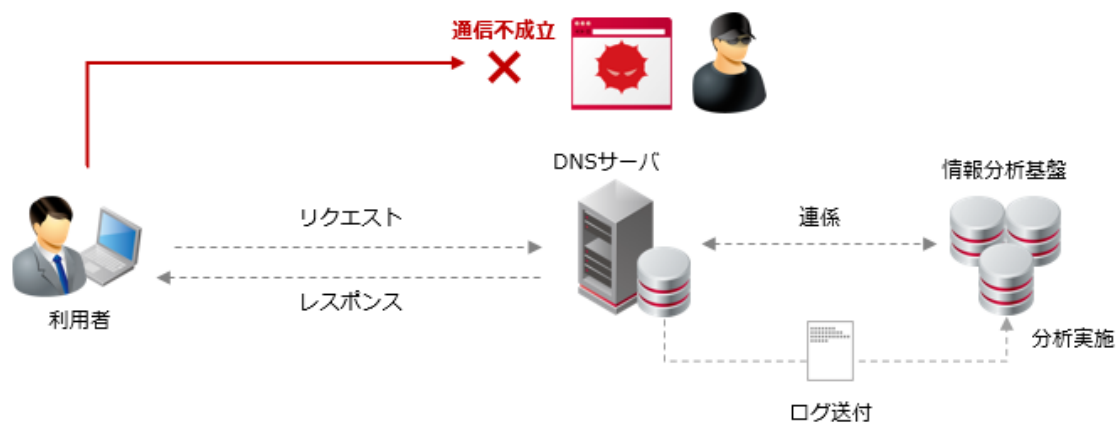 通信不成立
DNSサーバ
情報分析基盤
リクエスト
連係
レスポンス
利用者
分析実施
ログ送付